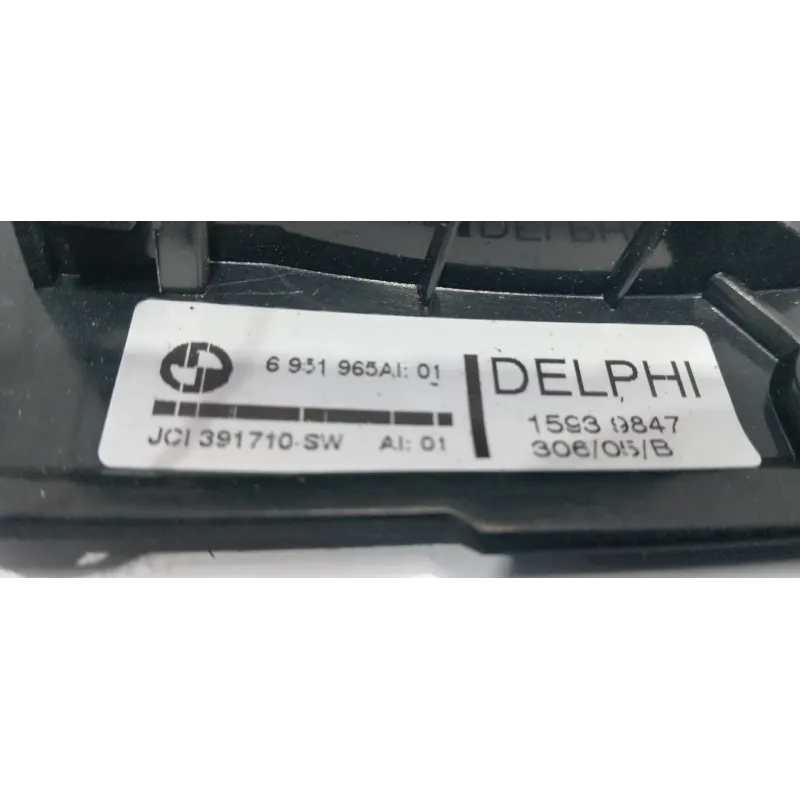 6 951 965AI: 01
JCI 391710-SW AI: 01
DELPHI
1593 9847
306/05/B